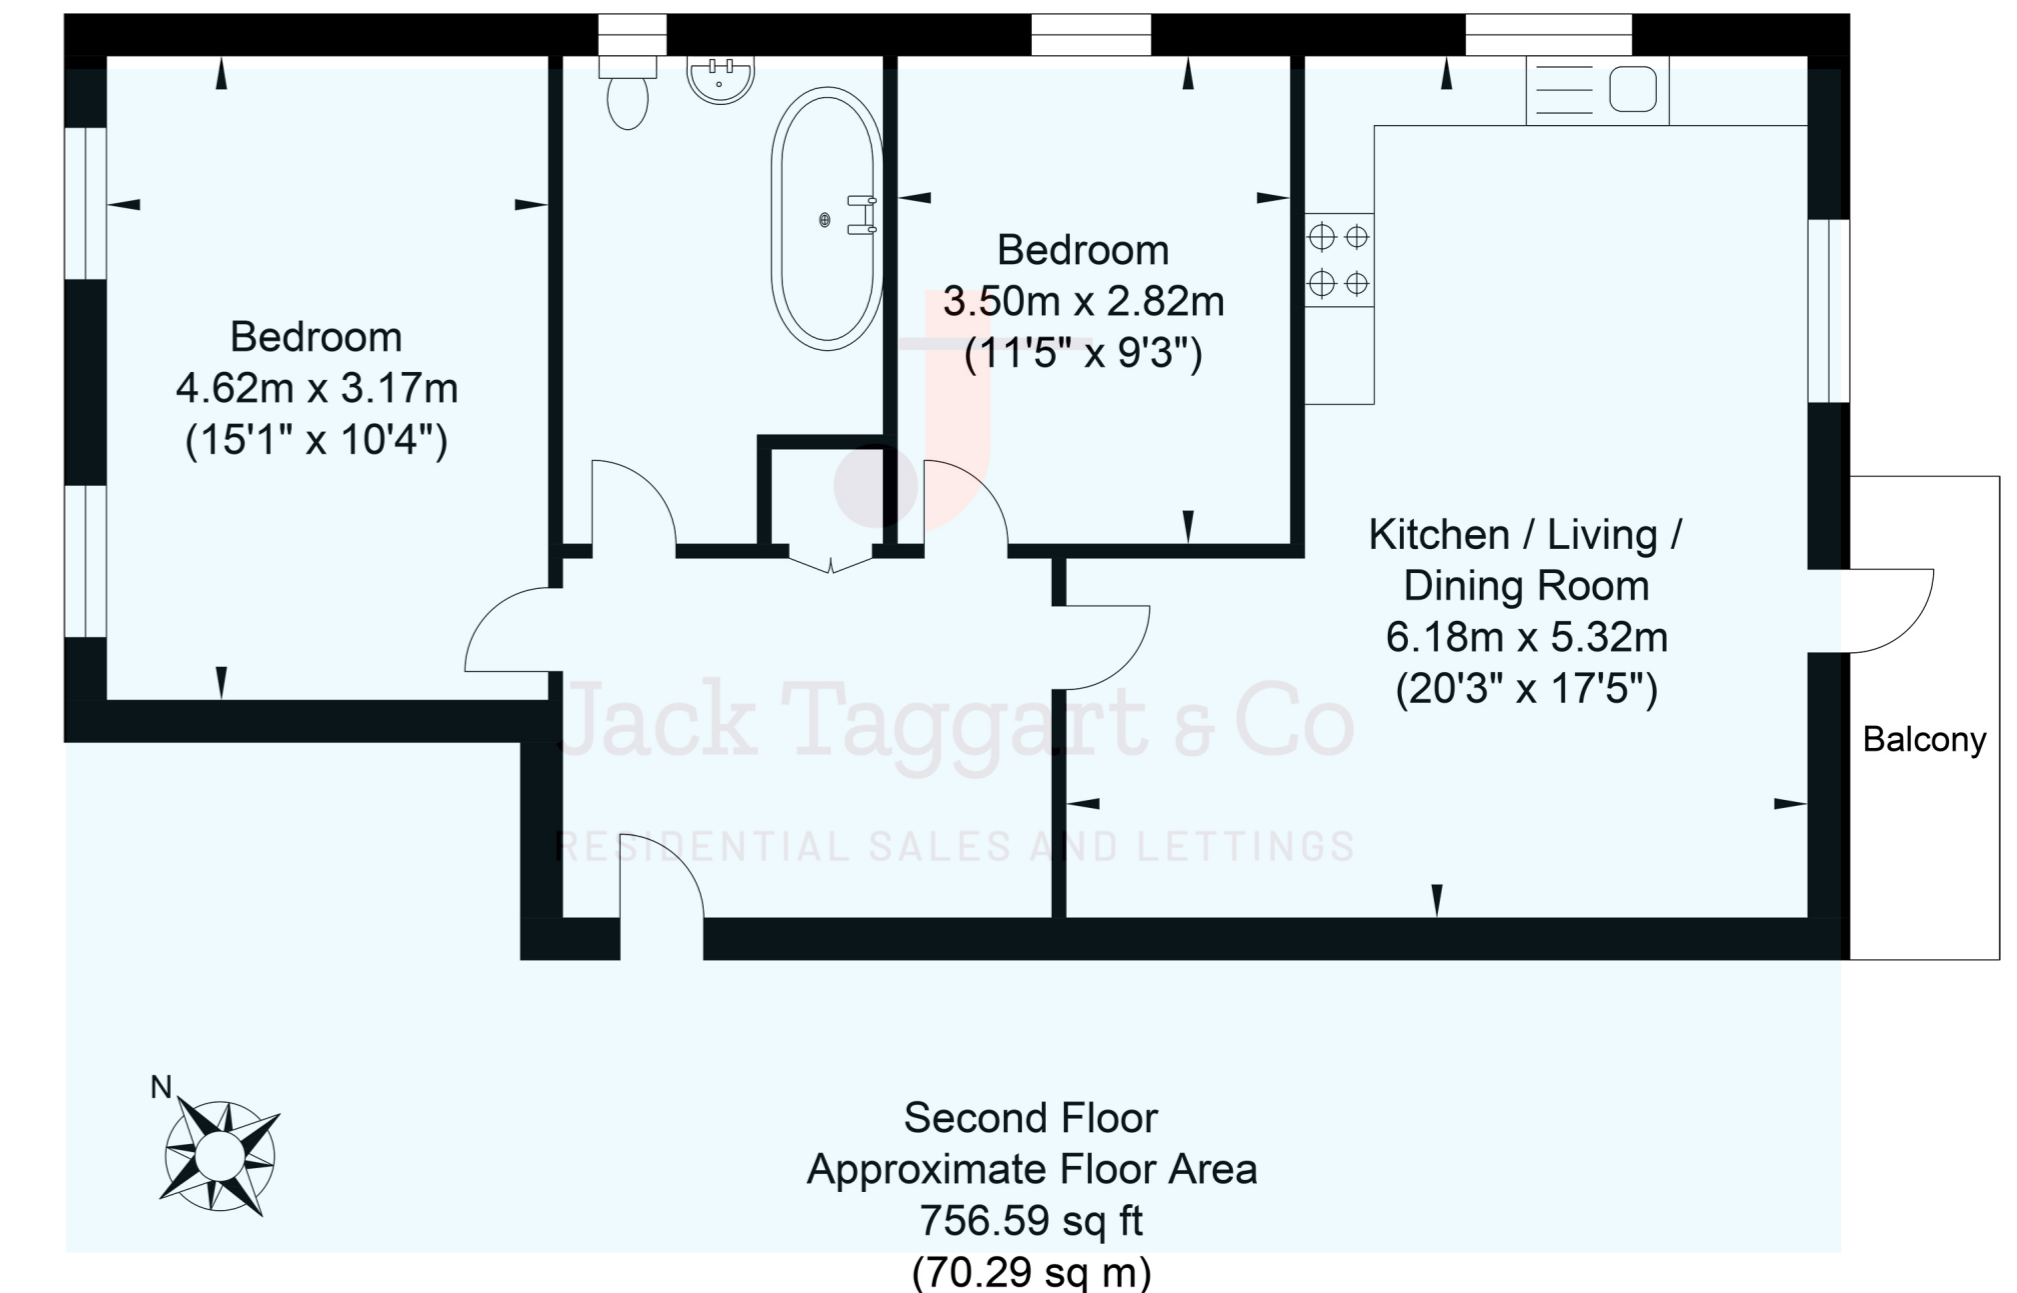 Bedroom
4.62m x 3.17m
(15'1" x 10'4")
Bedroom
3.50m x 2.82m
(11'5" x 9'3")
Kitchen / Living /
Dining Room
6.18m x 5.32m
(20'3" x 17'5")
Balcony
Jack Taggart & Co
RESIDENTIAL SALES AND LETTINGS
N
Second Floor
Approximate Floor Area
756.59 sq ft
(70.29 sq m)